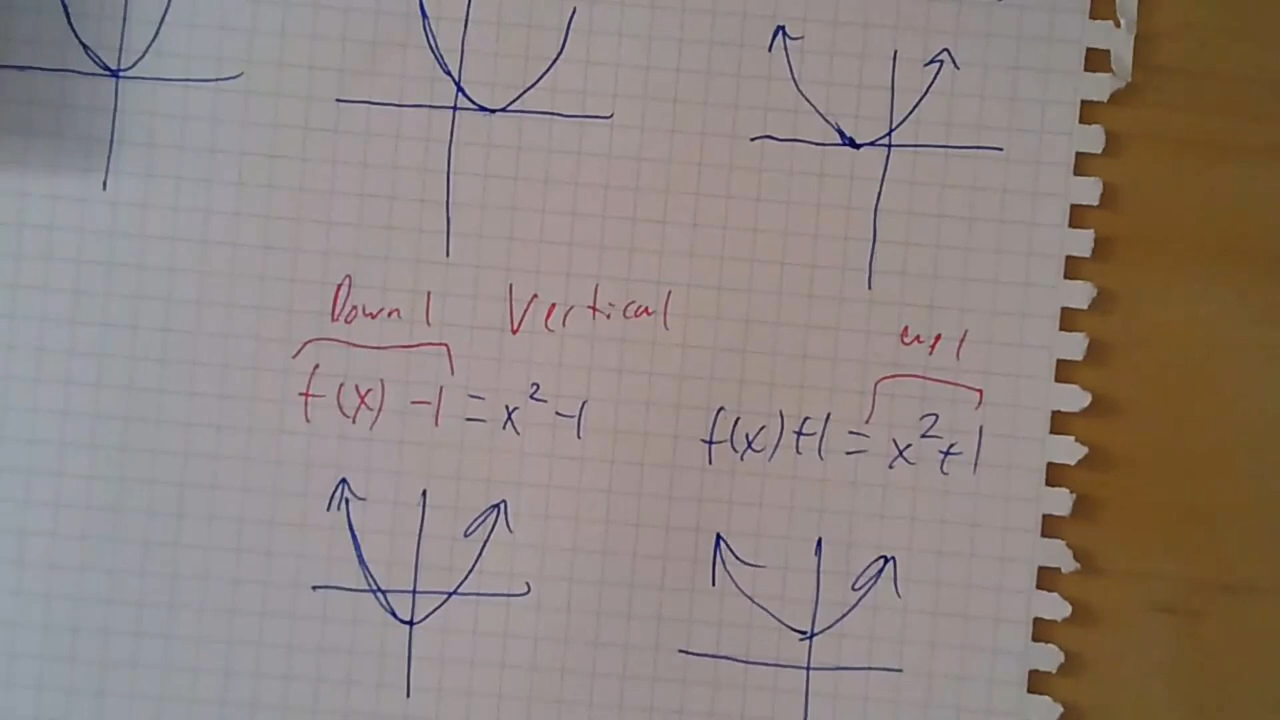 Down 1 Vertical
up 1
f(x) -1 = x² -1
f(x) +1 = x² +1